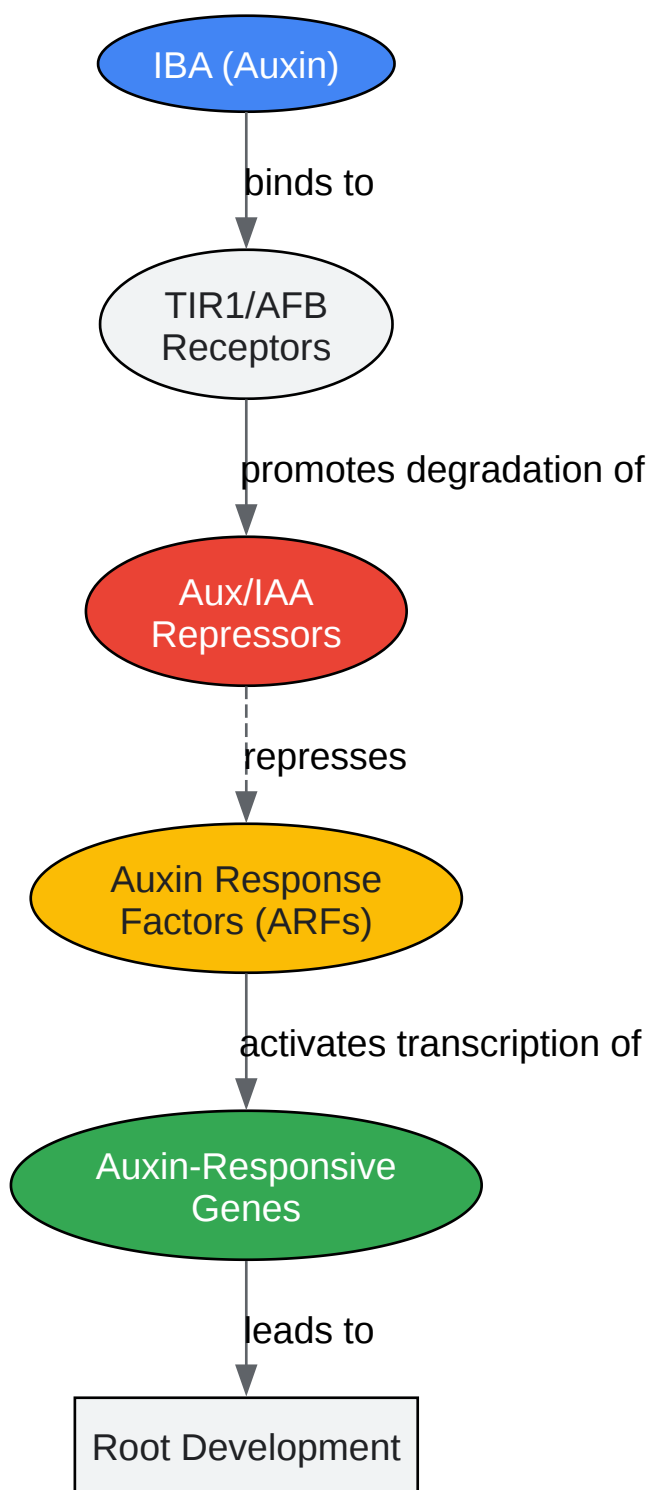 IBA (Auxin)
binds to
TIR1/AFB
Receptors
promotes degradation of
Aux/IAA
Repressors
represses
Auxin Response
Factors (ARFs)
activates transcription of
Auxin-Responsive
Genes
leads to
Root Development